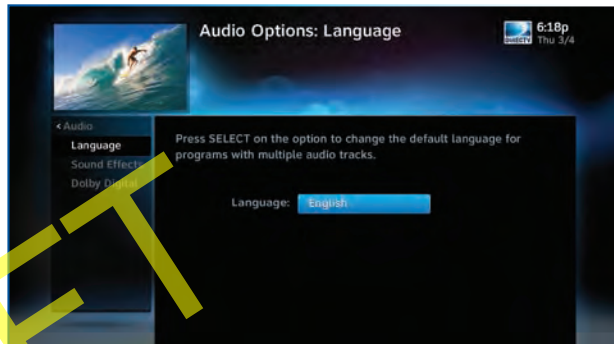 Audio Options: Language
DIRECTV
6:18p
Thu 3/4
< Audio
Language
Sound Effects
Dolby Digital
Press SELECT on the option to change the default language for
programs with multiple audio tracks.
Language: English